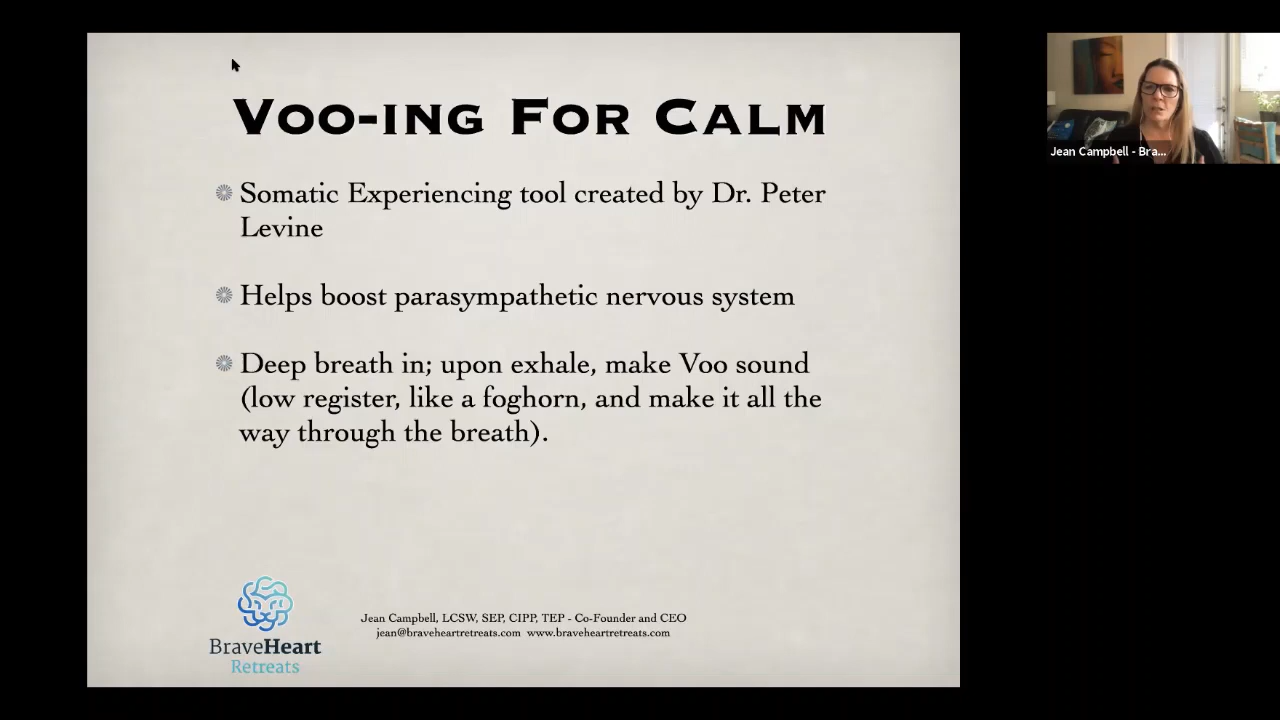 Voo-ing For Calm
Somatic Experiencing tool created by Dr. Peter
Levine
Helps boost parasympathetic nervous system
Deep breath in; upon exhale, make Voo sound
(low register, like a foghorn, and make it all the
way through the breath).
Jean Campbell, LCSW, SEP, CIPP, TEP - Co-Founder and CEO
jean@braveheartretreats.com www.braveheartretreats.com
BraveHeart
Retreats
Jean Campbell - Bra...